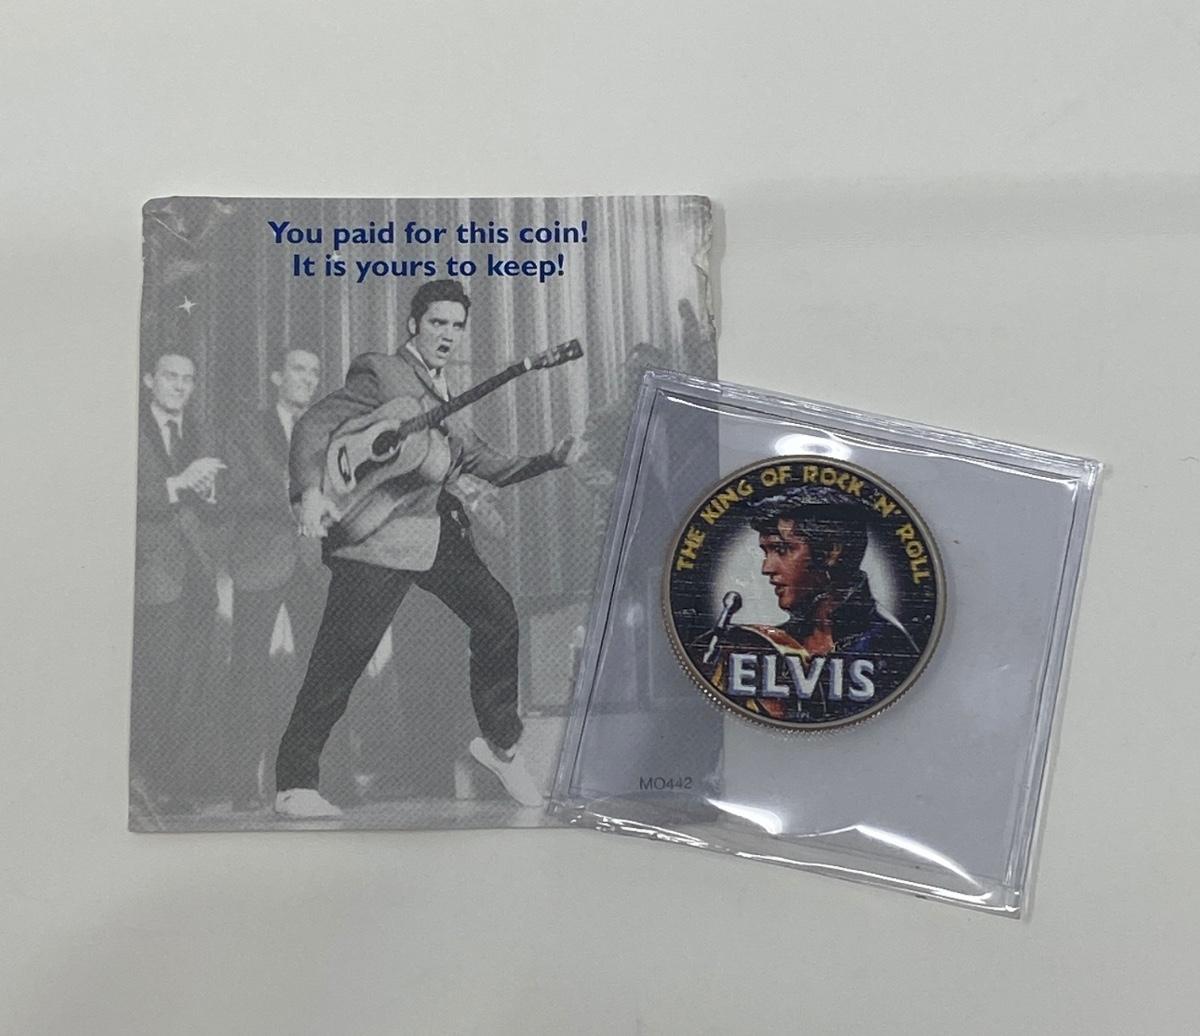 You paid for this coin!
It is yours to keep!
THE KING OF ROCK 'N' ROLL
ELVIS
MO442